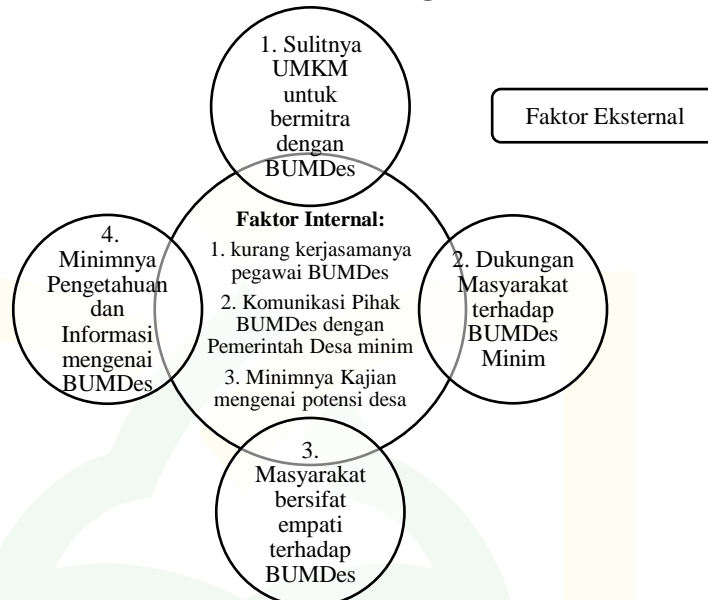 1. Sulitnya
UMKM
untuk
bermitra
dengan
BUMDes
Faktor Eksternal
Faktor Internal:
1. kurang kerjasamanya
pegawai BUMDes
2. Komunikasi Pihak
BUMDes dengan
Pemerintah Desa minim
3. Minimnya Kajian
mengenai potensi desa
2. Dukungan
Masyarakat
terhadap
BUMDes
Minim
3.
Masyarakat
bersifat
empati
terhadap
BUMDes
4.
Minimnya
Pengetahuan
dan
Informasi
mengenai
BUMDes